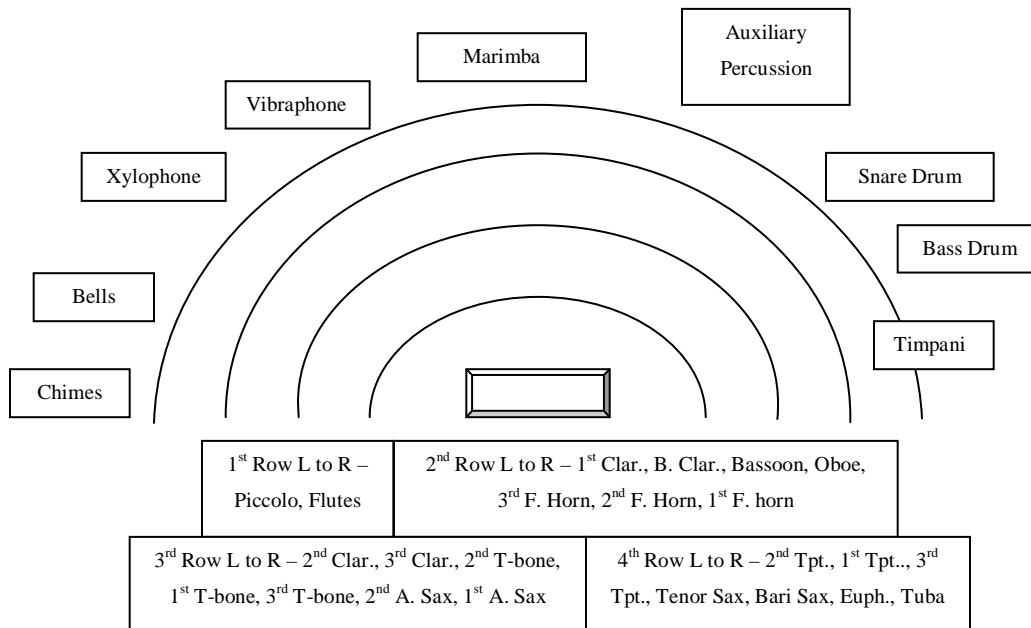 Auxiliary
Percussion
Marimba
Vibraphone
Xylophone
Snare Drum
Bass Drum
Bells
Timpani
Chimes
1st Row L to R –
Piccolo, Flutes
2nd Row L to R – 1st Clar., B. Clar., Bassoon, Oboe,
3rd F. Horn, 2nd F. Horn, 1st F. horn
3rd Row L to R – 2nd Clar., 3rd Clar., 2nd T-bone,
1st T-bone, 3rd T-bone, 2nd A. Sax, 1st A. Sax
4th Row L to R – 2nd Tpt., 1st Tpt.., 3rd
Tpt., Tenor Sax, Bari Sax, Euph., Tuba